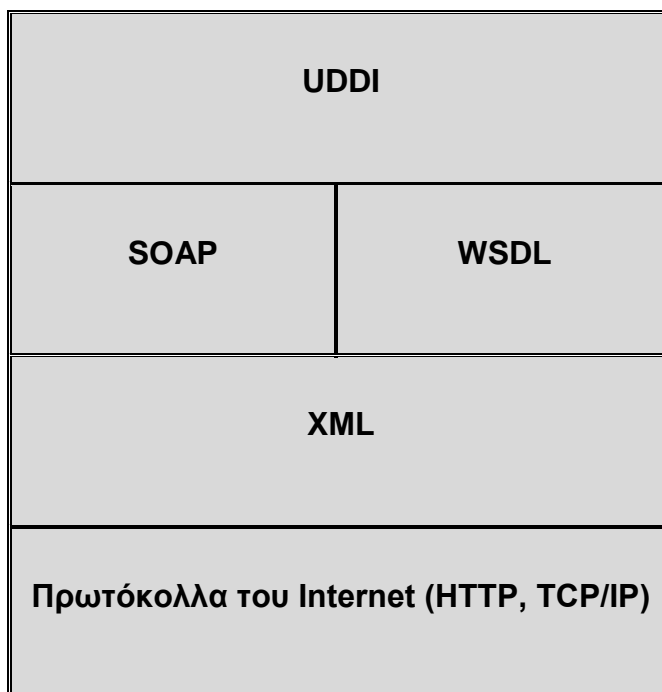 UDDI
SOAP
WSDL
XML
Πρωτόκολλα του Internet (HTTP, TCP/IP)